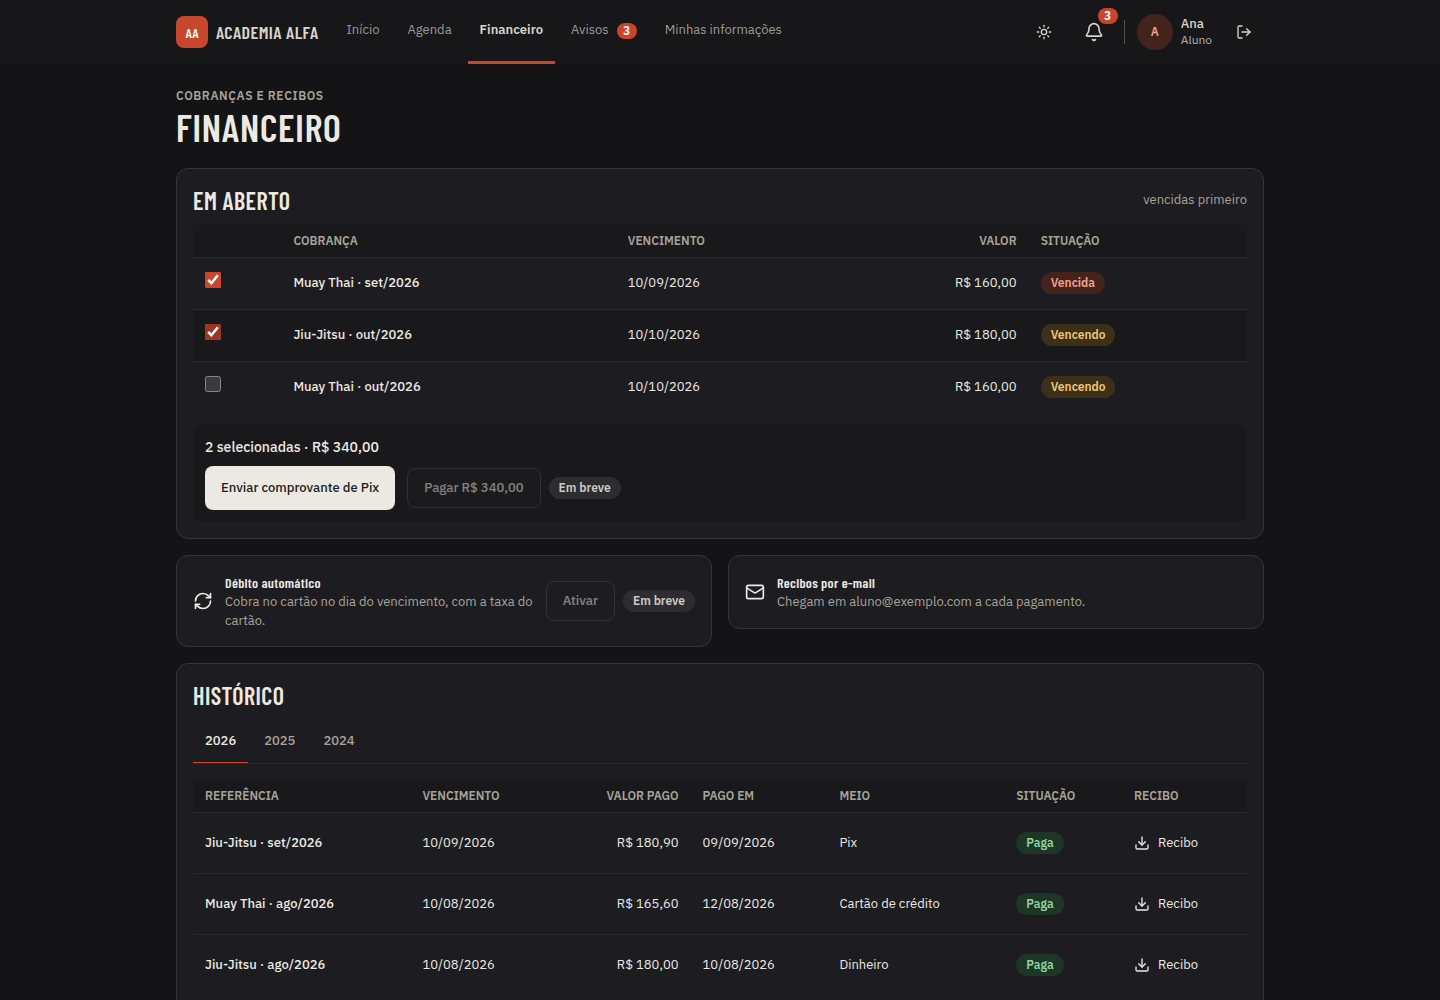 AA ACADEMIA ALFA Início Agenda Financeiro Avisos 3 Minhas informações 3 A Ana
Aluno
COBRANÇAS E RECIBOS
FINANCEIRO
EM ABERTO vencidas primeiro
COBRANÇA VENCIMENTO VALOR SITUAÇÃO
Muay Thai · set/2026 10/09/2026 R$ 160,00 Vencida
Jiu-Jitsu · out/2026 10/10/2026 R$ 180,00 Vencendo
Muay Thai · out/2026 10/10/2026 R$ 160,00 Vencendo
2 selecionadas · R$ 340,00
Enviar comprovante de Pix Pagar R$ 340,00 Em breve
Débito automático
Cobra no cartão no dia do vencimento, com a taxa do
cartão.
Ativar Em breve
Recibos por e-mail
Chegam em aluno@exemplo.com a cada pagamento.
HISTÓRICO
2026 2025 2024
REFERÊNCIA VENCIMENTO VALOR PAGO PAGO EM MEIO SITUAÇÃO RECIBO
Jiu-Jitsu · set/2026 10/09/2026 R$ 180,90 09/09/2026 Pix Paga Recibo
Muay Thai · ago/2026 10/08/2026 R$ 165,60 12/08/2026 Cartão de crédito Paga Recibo
Jiu-Jitsu · ago/2026 10/08/2026 R$ 180,00 10/08/2026 Dinheiro Paga Recibo